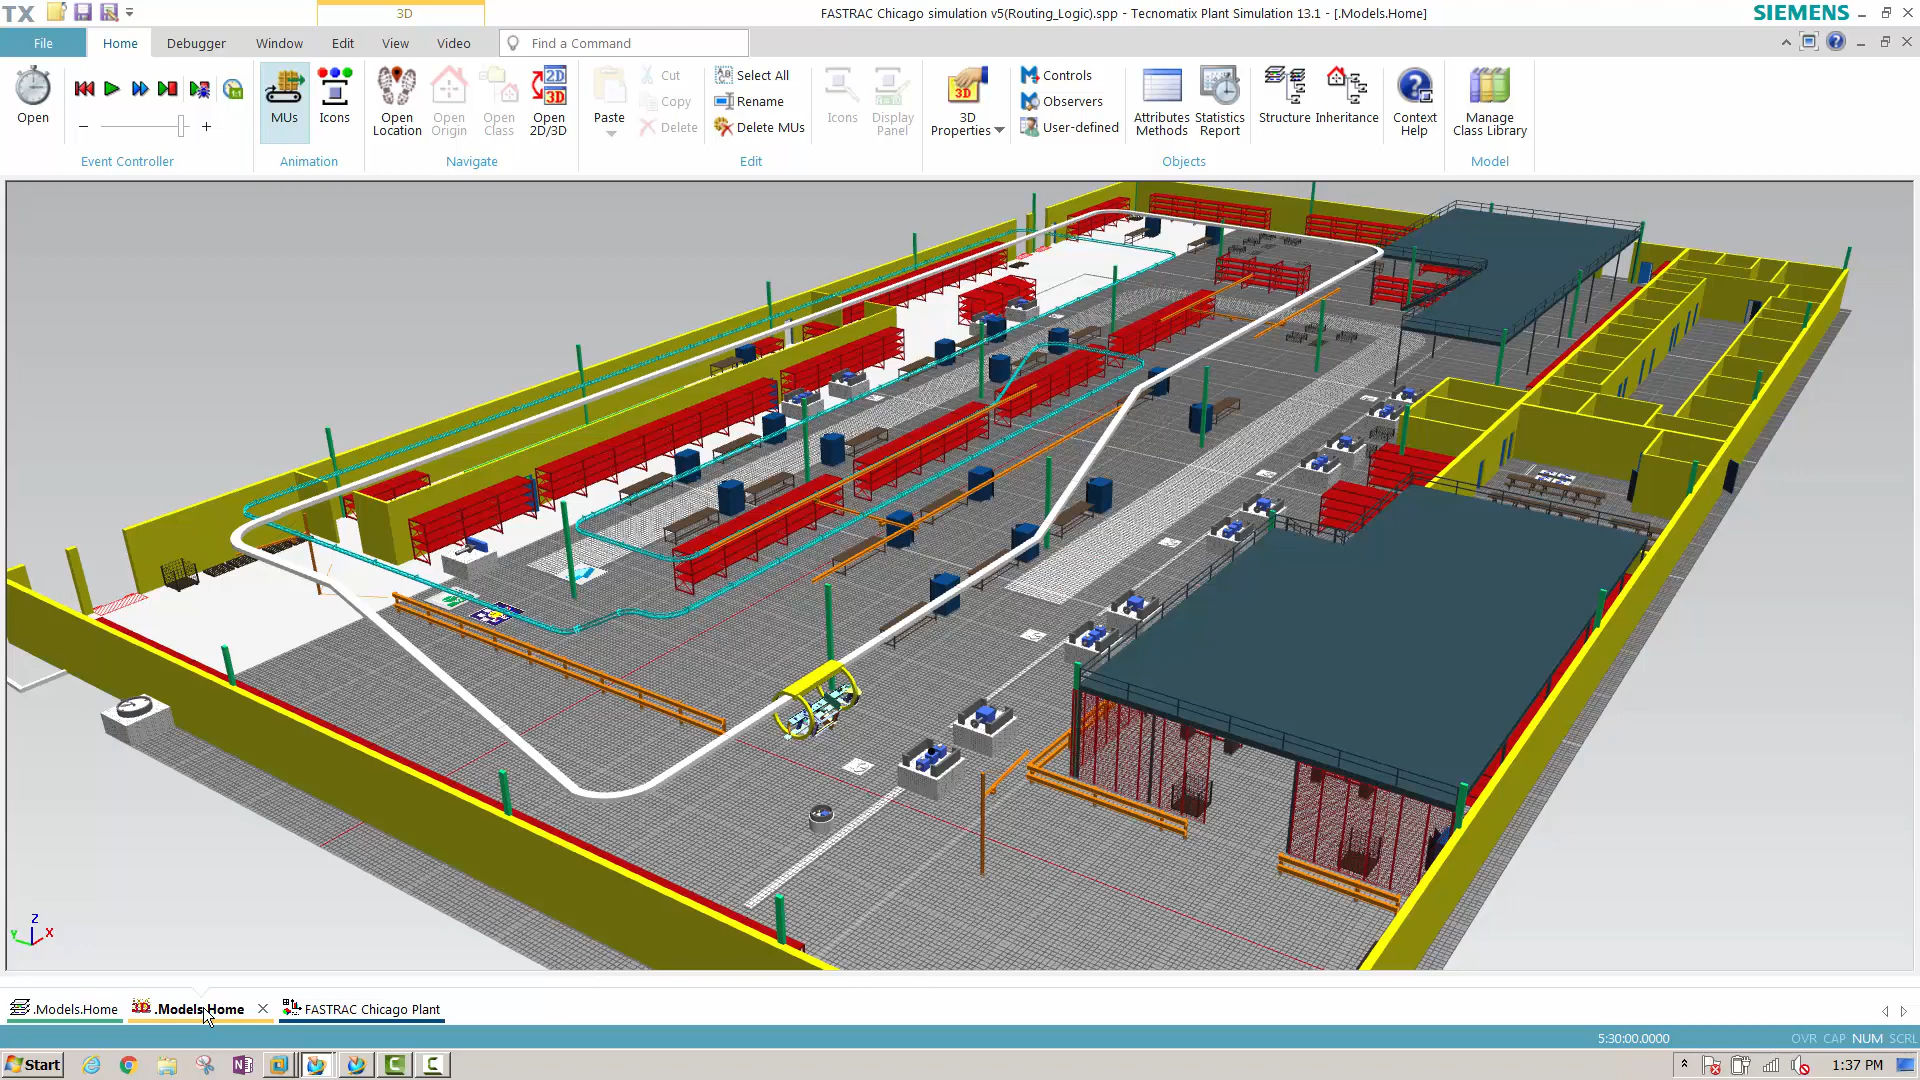 TX
3D
FASTRAC Chicago simulation v5(Routing_Logic).spp - Tecnomatix Plant Simulation 13.1 - [.Models.Home]
SIEMENS
File
Home
Debugger
Window
Edit
View
Video
Find a Command
Open
Event Controller
MUs
Icons
Animation
Open Location
Open Origin
Open Class
Open 2D/3D
Navigate
Paste
Cut
Copy
Delete
Select All
Rename
Delete MUs
Icons
Display Panel
Edit
3D Properties
Controls
Observers
User-defined
Attributes Methods
Statistics Report
Structure
Inheritance
Objects
Context Help
Manage Class Library
Model
Z
Y
X
.Models.Home
.Models.Home
FASTRAC Chicago Plant
5:30:00.0000
OVR CAP NUM SCRL
Start
1:37 PM